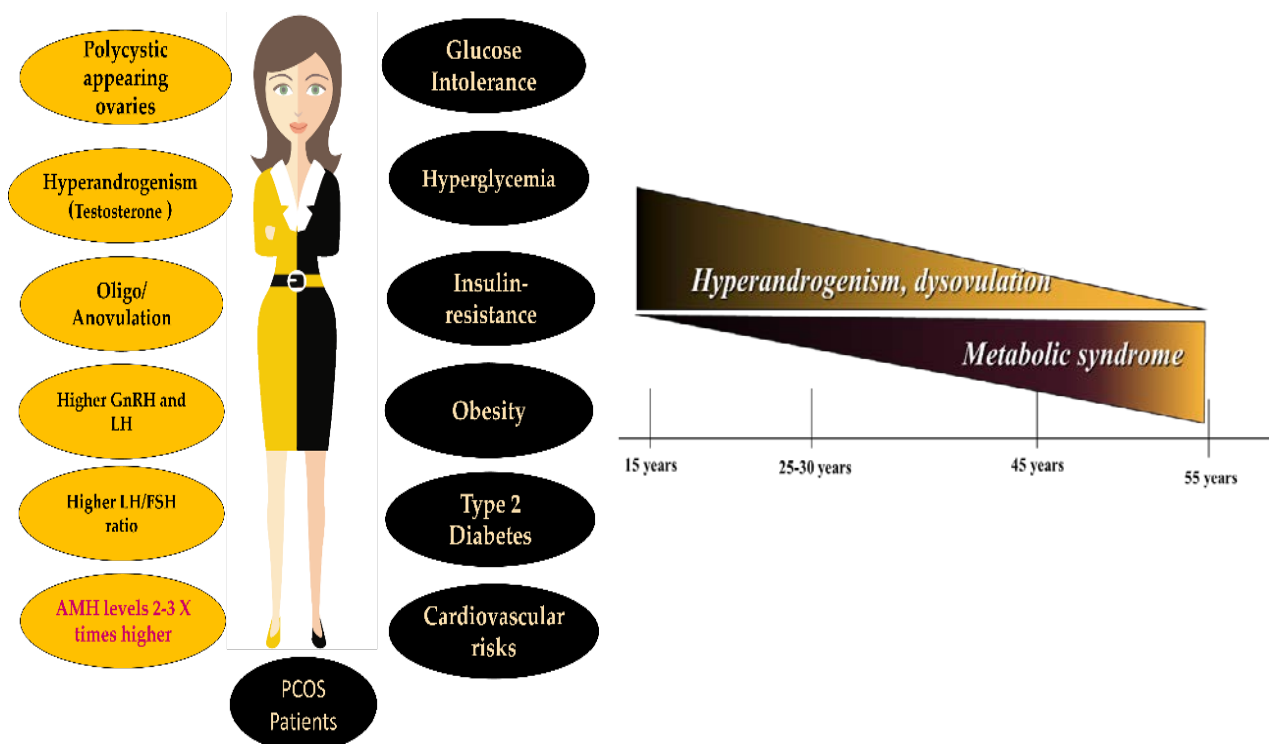 Polycystic
appearing
ovaries
Hyperandrogenism
(Testosterone )
Oligo/
Anovulation
Higher GnRH and
LH
Higher LH/FSH
ratio
AMH levels 2-3 X
times higher
Glucose
Intolerance
Hyperglycemia
Insulin-
resistance
Obesity
Type 2
Diabetes
Cardiovascular
risks
PCOS
Patients
Hyperandrogenism, dysovulation
Metabolic syndrome
15 years
25-30 years
45 years
55 years